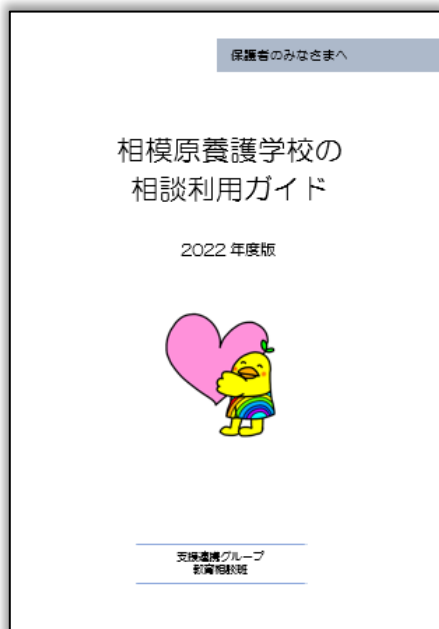 保護者のみなさまへ
相模原養護学校の
相談利用ガイド
2022 年度版
支援連携グループ
教育相談班